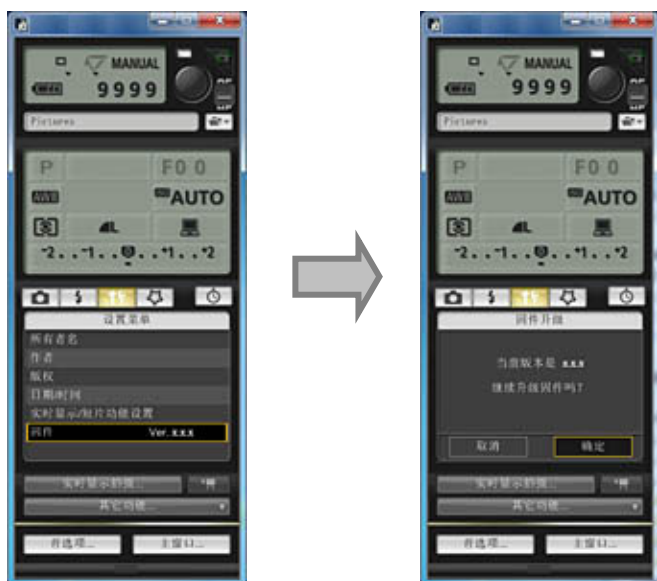 MANUAL
9999
Pictures
P F0 0
AWB ISO AUTO
L
-2..-1..0..+1..+2
设置菜单
所有者名
作者
版权
日期/时间
实时显示/短片功能设置
固件 Ver. x.x.x
实时显示拍摄...
其它功能...
首选项... 主窗口...
MANUAL
9999
Pictures
P F0 0
AWB ISO AUTO
L
-2..-1..0..+1..+2
固件升级
当前版本是 x.x.x
继续升级固件吗?
取消 确定
实时显示拍摄...
其它功能...
首选项... 主窗口...